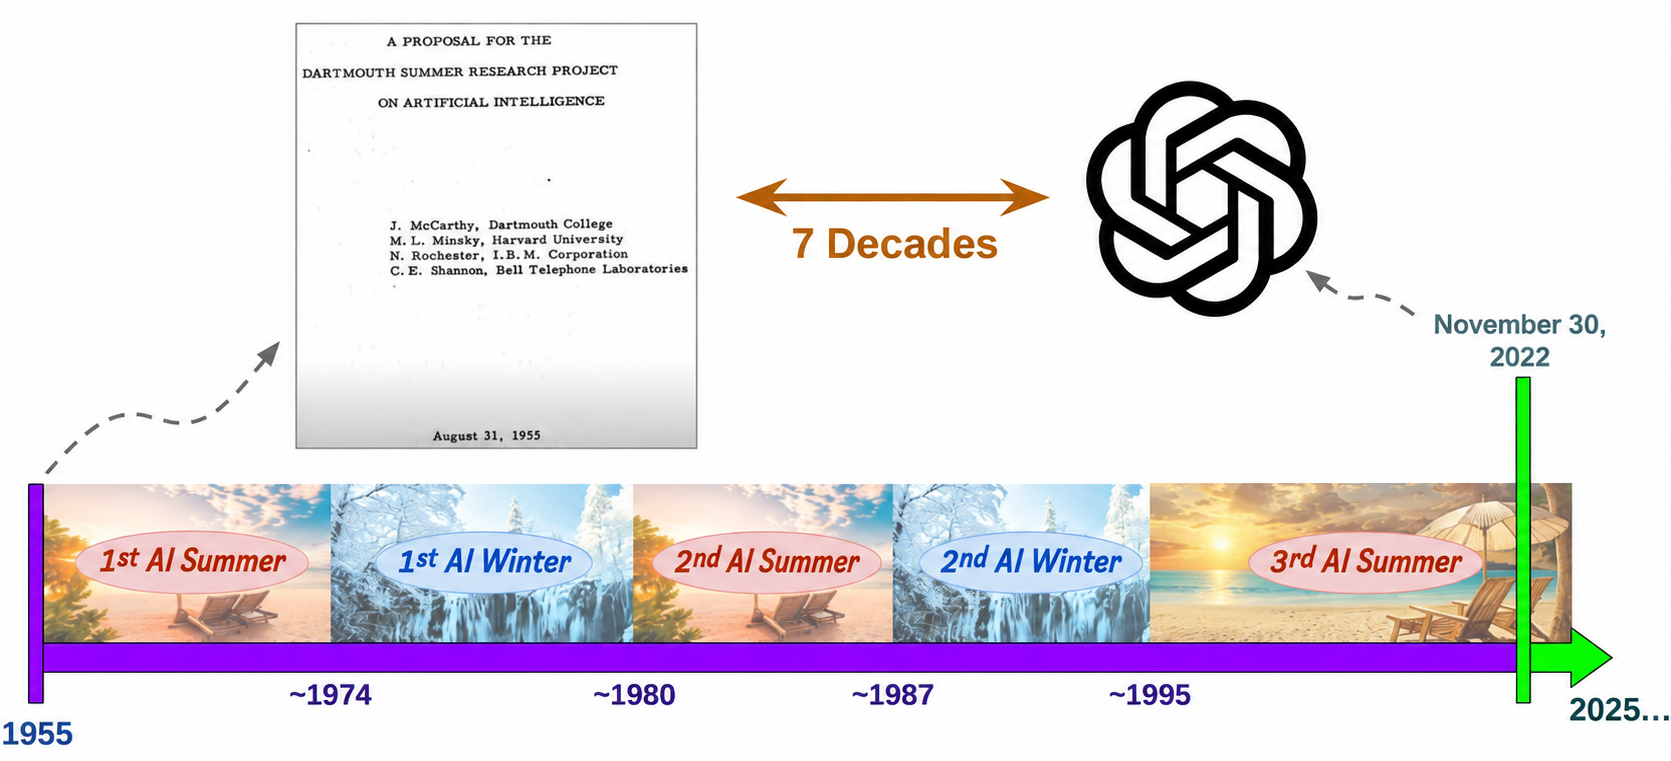 A PROPOSAL FOR THE
DARTMOUTH SUMMER RESEARCH PROJECT
ON ARTIFICIAL INTELLIGENCE
J. McCarthy, Dartmouth College
M. L. Minsky, Harvard University
N. Rochester, I.B.M. Corporation
C. E. Shannon, Bell Telephone Laboratories
August 31, 1955
7 Decades
November 30,
2022
1st AI Summer
1st AI Winter
2nd AI Summer
2nd AI Winter
3rd AI Summer
1955
~1974
~1980
~1987
~1995
2025...